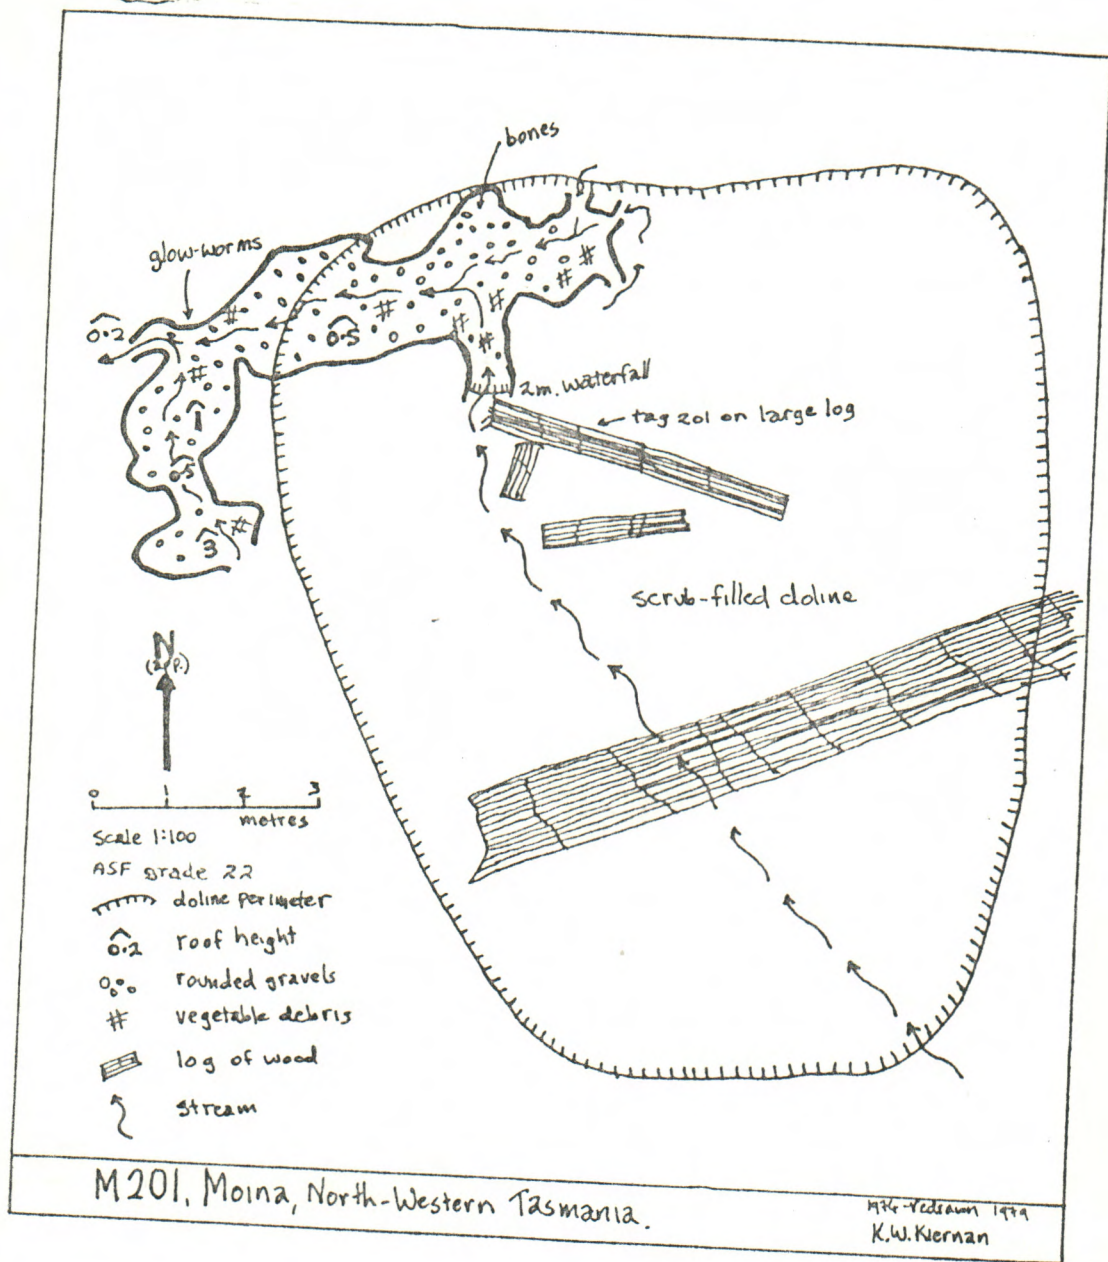 bones
glow-worms
0.2
0.5
2m. waterfall
tag 201 on large log
1
0.5
3
scrub-filled doline
N
0 1 2 3
metres
Scale 1:100
ASF grade 22
doline perimeter
0.2 roof height
rounded gravels
vegetable debris
log of wood
stream
M201, Moina, North-Western Tasmania.
redrawn 1979
K.W. Kiernan